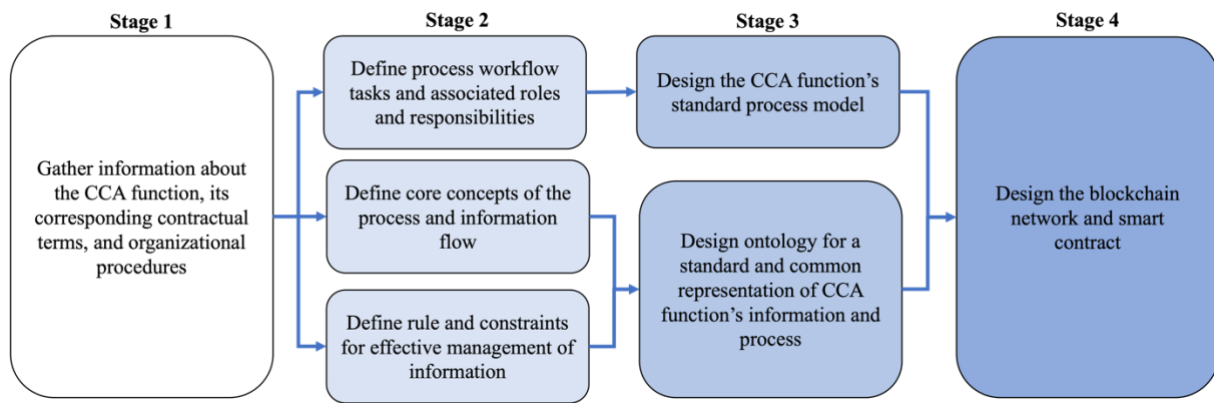 Stage 1
Gather information about
the CCA function, its
corresponding contractual
terms, and organizational
procedures
Stage 2
Define process workflow
tasks and associated roles
and responsibilities
Define core concepts of the
process and information
flow
Define rule and constraints
for effective management of
information
Stage 3
Design the CCA function's
standard process model
Design ontology for a
standard and common
representation of CCA
function's information and
process
Stage 4
Design the blockchain
network and smart
contract